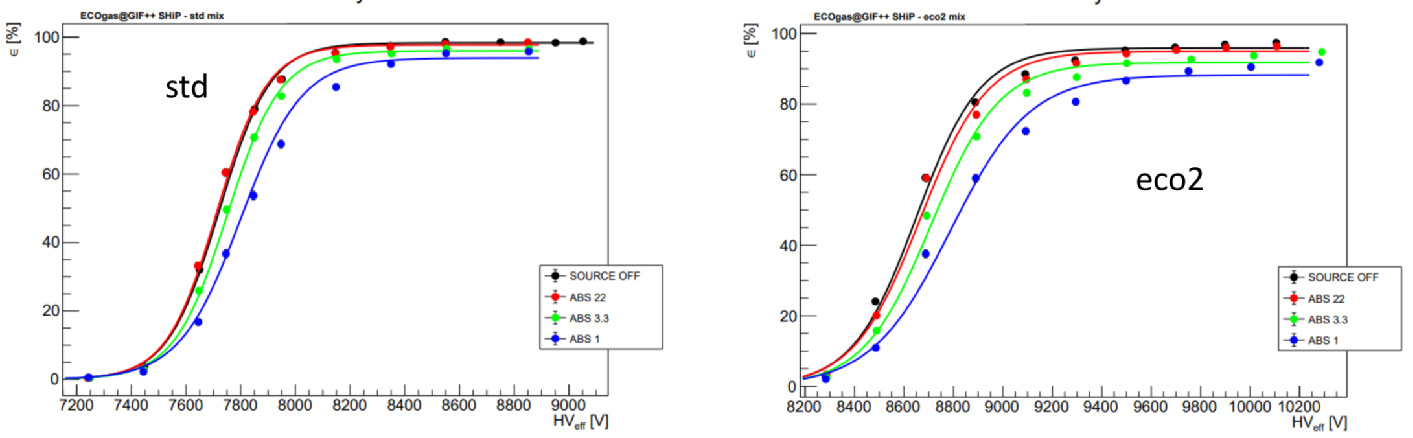 ECOgas@GIF++ SHiP - std mix
ϵ [%]
100
80
60
40
20
0
std
SOURCE OFF
ABS 22
ABS 3.3
ABS 1
7200 7400 7600 7800 8000 8200 8400 8600 8800 9000
HVeff [V]
ECOgas@GIF++ SHiP - eco2 mix
ϵ [%]
100
80
60
40
20
0
eco2
SOURCE OFF
ABS 22
ABS 3.3
ABS 1
8200 8400 8600 8800 9000 9200 9400 9600 9800 10000 10200
HVeff [V]